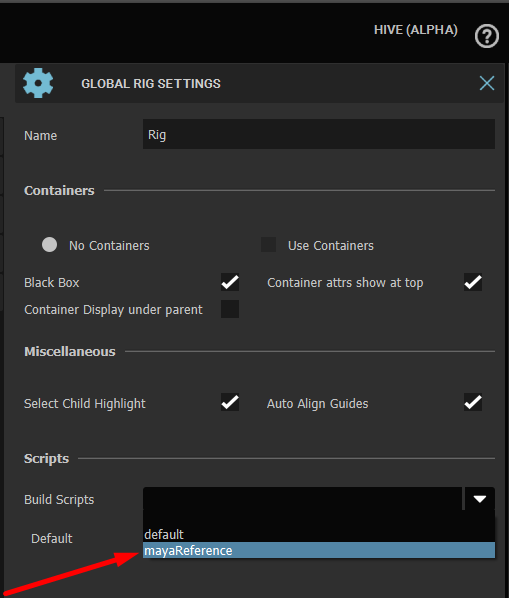 HIVE (ALPHA) ?
GLOBAL RIG SETTINGS
Name Rig
Containers
No Containers Use Containers
Black Box Container attrs show at top
Container Display under parent
Miscellaneous
Select Child Highlight Auto Align Guides
Scripts
Build Scripts
default
Default
mayaReference